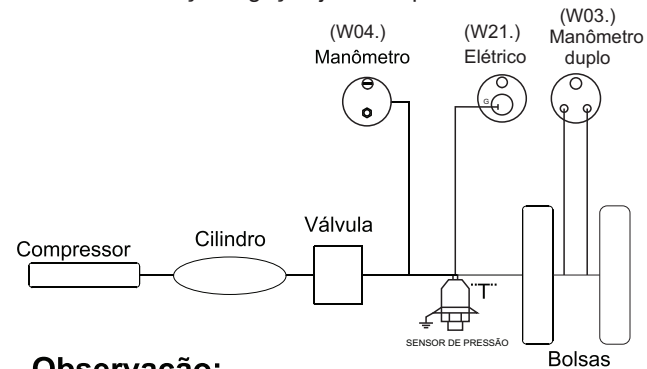 (W04.)
Manômetro
(W21.)
Elétrico
(W03.)
Manômetro
duplo
G
Compressor
Cilindro
Válvula
"T"
SENSOR DE PRESSÃO
Bolsas
Observação: